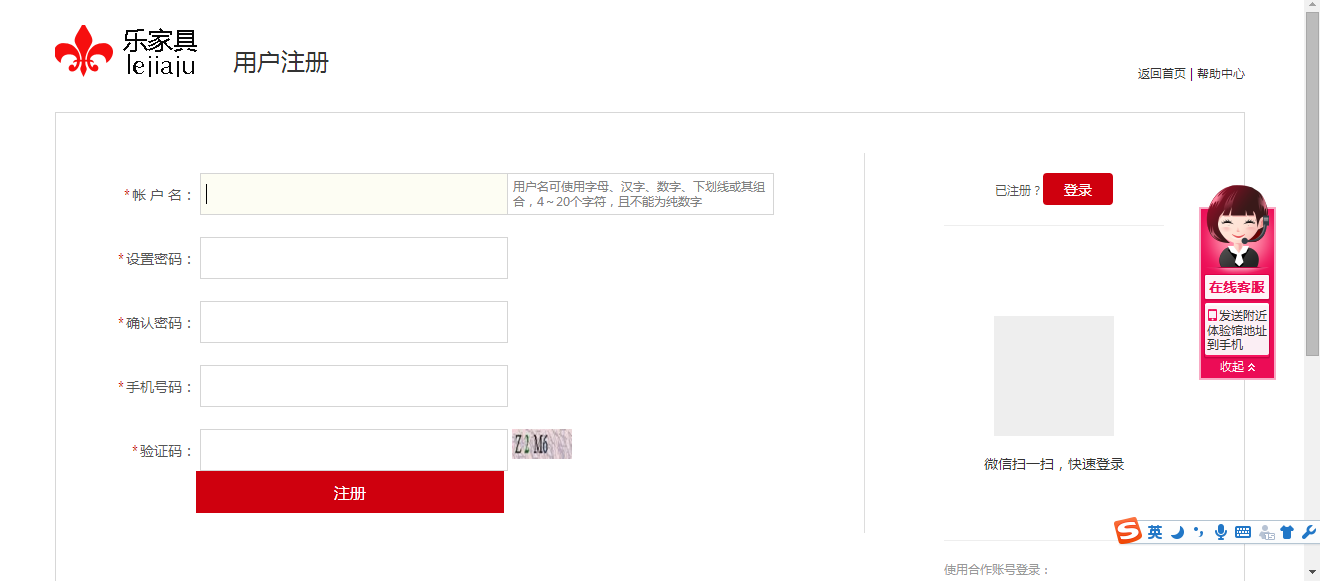 乐家具
lejiaju
用户注册
返回首页 | 帮助中心
*帐 户 名：
用户名可使用字母、汉字、数字、下划线或其组
合，4～20个字符，且不能为纯数字
*设置密码：
*确认密码：
*手机号码：
*验证码：
Z2M6
注册
已注册？
登录
微信扫一扫，快速登录
使用合作账号登录：
在线客服
发送附近
体验馆地址
到手机
收起
S
英